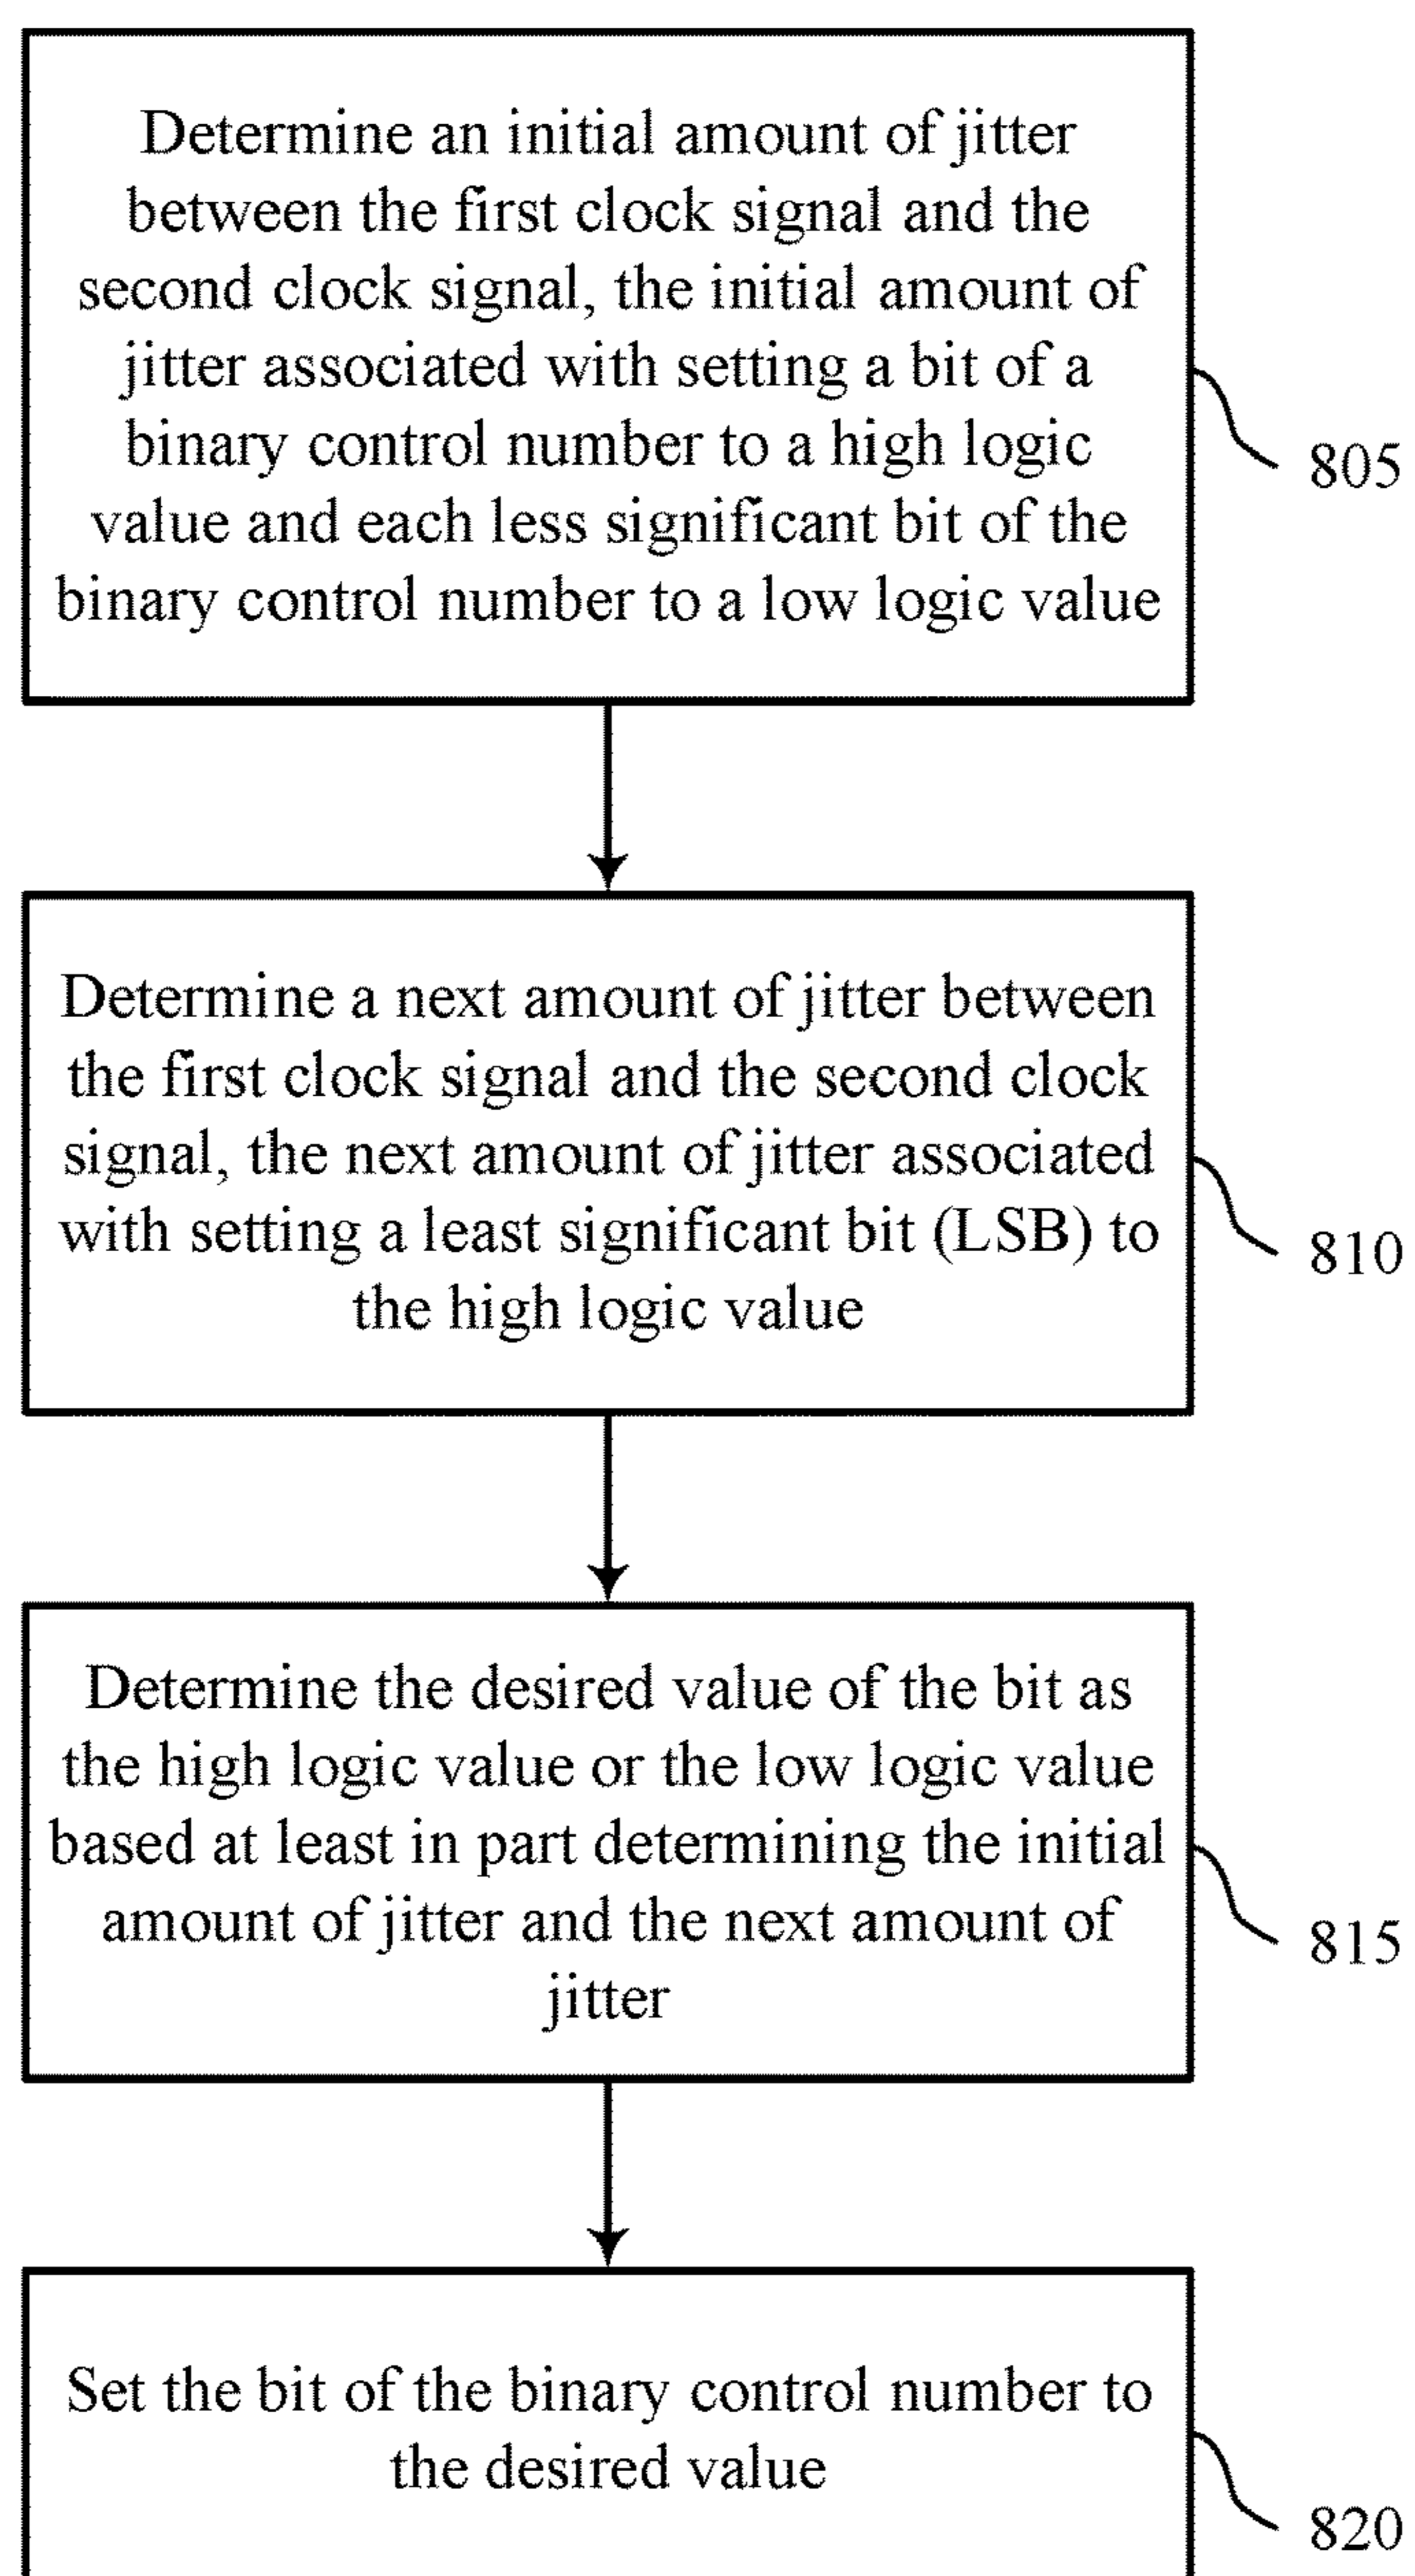 Determine an initial amount of jitter
between the first clock signal and the
second clock signal, the initial amount of
jitter associated with setting a bit of a
binary control number to a high logic
value and each less significant bit of the
binary control number to a low logic value
805
Determine a next amount of jitter between
the first clock signal and the second clock
signal, the next amount of jitter associated
with setting a least significant bit (LSB) to
the high logic value
810
Determine the desired value of the bit as
the high logic value or the low logic value
based at least in part determining the initial
amount of jitter and the next amount of
jitter
815
Set the bit of the binary control number to
the desired value
820